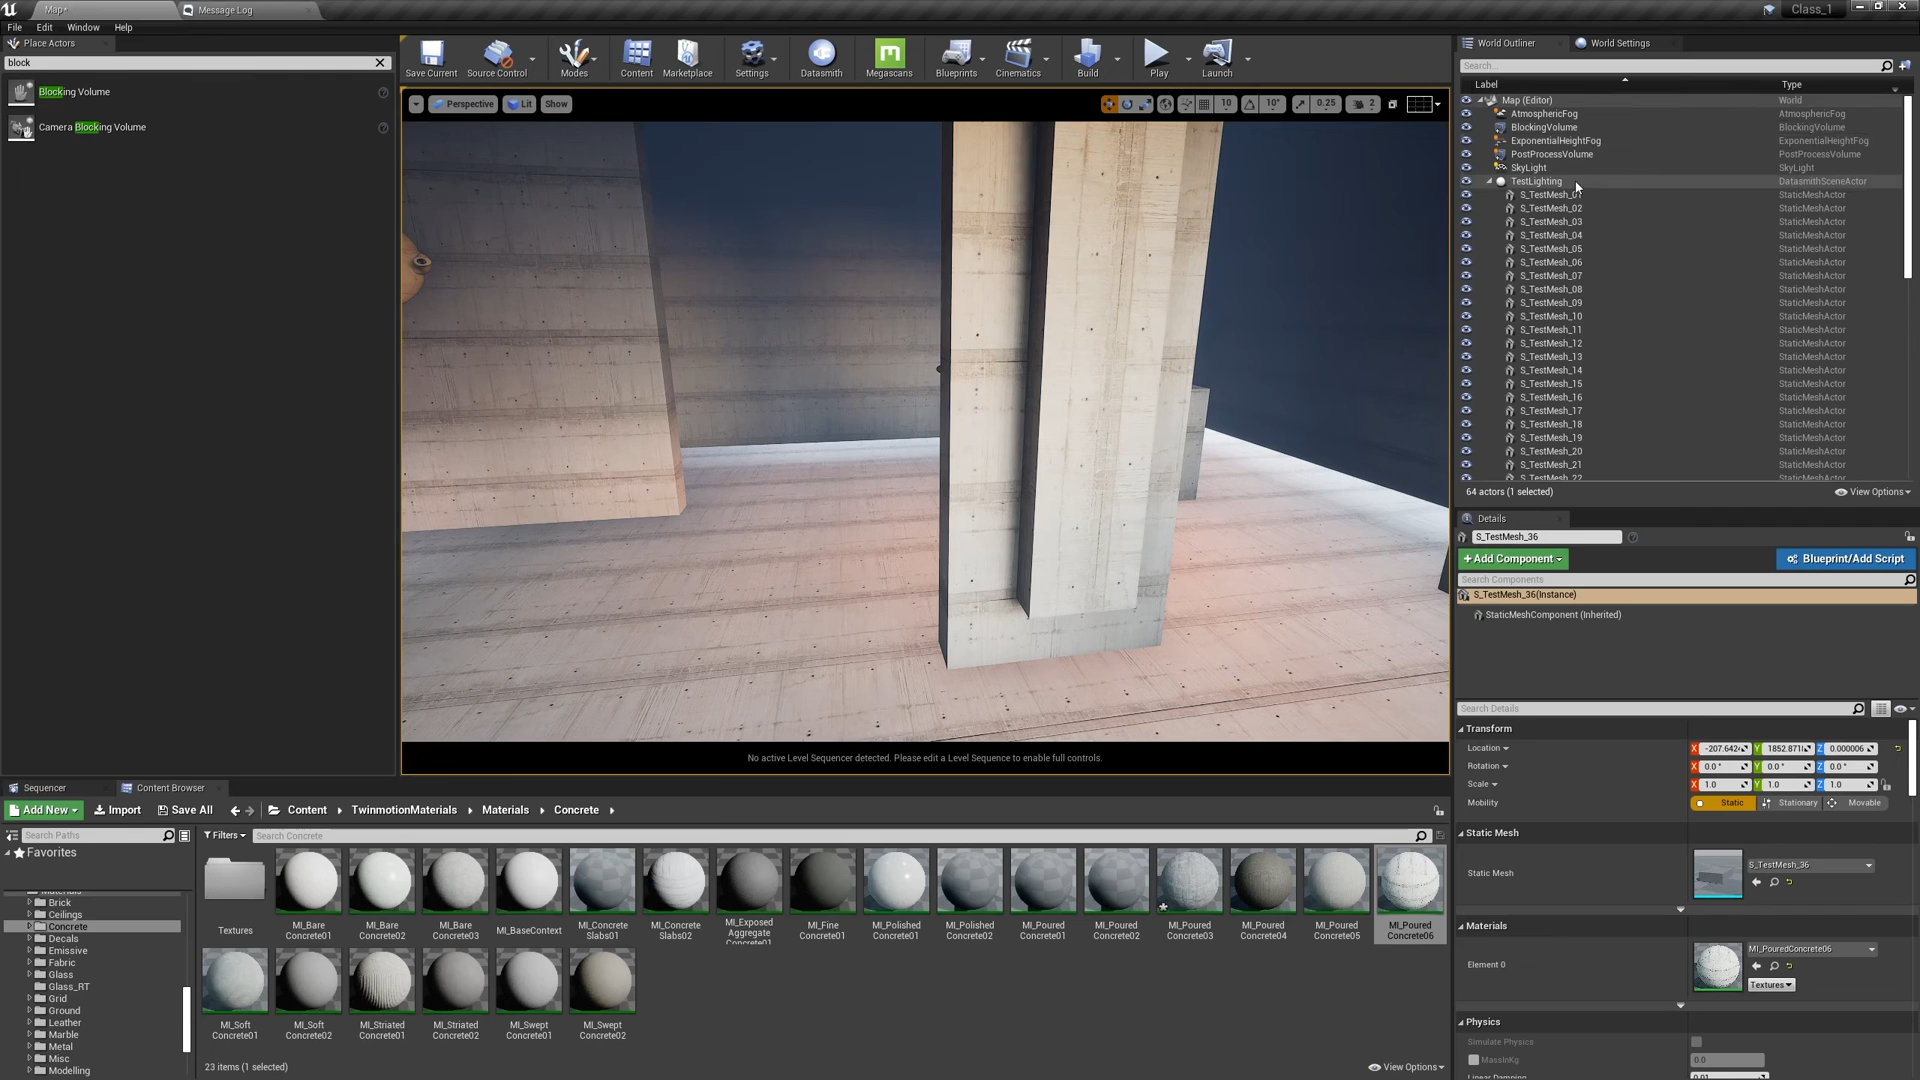 Map*
Message Log
Class_1
File Edit Window Help
Place Actors
block
Blocking Volume
Camera Blocking Volume
Save Current
Source Control
Modes
Content
Marketplace
Settings
Datasmith
Megascans
Blueprints
Cinematics
Build
Play
Launch
Perspective Lit Show
10 10° 0.25 2
No active Level Sequencer detected. Please edit a Level Sequence to enable full controls.
World Outliner
World Settings
Search...
Label Type
Map (Editor) World
AtmosphericFog AtmosphericFog
BlockingVolume BlockingVolume
ExponentialHeightFog ExponentialHeightFog
PostProcessVolume PostProcessVolume
SkyLight SkyLight
TestLighting DatasmithSceneActor
S_TestMesh_01 StaticMeshActor
S_TestMesh_02 StaticMeshActor
S_TestMesh_03 StaticMeshActor
S_TestMesh_04 StaticMeshActor
S_TestMesh_05 StaticMeshActor
S_TestMesh_06 StaticMeshActor
S_TestMesh_07 StaticMeshActor
S_TestMesh_08 StaticMeshActor
S_TestMesh_09 StaticMeshActor
S_TestMesh_10 StaticMeshActor
S_TestMesh_11 StaticMeshActor
S_TestMesh_12 StaticMeshActor
S_TestMesh_13 StaticMeshActor
S_TestMesh_14 StaticMeshActor
S_TestMesh_15 StaticMeshActor
S_TestMesh_16 StaticMeshActor
S_TestMesh_17 StaticMeshActor
S_TestMesh_18 StaticMeshActor
S_TestMesh_19 StaticMeshActor
S_TestMesh_20 StaticMeshActor
S_TestMesh_21 StaticMeshActor
S_TestMesh_22 StaticMeshActor
64 actors (1 selected) View Options
Details
S_TestMesh_36
+Add Component Blueprint/Add Script
Search Components
S_TestMesh_36(Instance)
StaticMeshComponent (Inherited)
Search Details
Transform
Location X -207.642 Y 1852.871 Z 0.000006
Rotation X 0.0° Y 0.0° Z 0.0°
Scale X 1.0 Y 1.0 Z 1.0
Mobility Static Stationary Movable
Static Mesh
Static Mesh S_TestMesh_36
Materials
Element 0 MI_PouredConcrete06
Textures
Physics
Simulate Physics
MassInKg 0.0
Linear Damping 0.01
Sequencer
Content Browser
Add New Import Save All Content TwinmotionMaterials Materials Concrete
Search Paths
Filters Search Concrete
Favorites
Materials
Brick
Ceilings
Concrete
Decals
Emissive
Fabric
Glass
Glass_RT
Grid
Ground
Leather
Marble
Metal
Misc
Modelling
Textures
MI_Bare Concrete01
MI_Bare Concrete02
MI_Bare Concrete03
MI_BaseContext
MI_Concrete Slabs01
MI_Concrete Slabs02
MI_Exposed Aggregate Concrete01
MI_Fine Concrete01
MI_Polished Concrete01
MI_Polished Concrete02
MI_Poured Concrete01
MI_Poured Concrete02
MI_Poured Concrete03
MI_Poured Concrete04
MI_Poured Concrete05
MI_Poured Concrete06
MI_Soft Concrete01
MI_Soft Concrete02
MI_Striated Concrete01
MI_Striated Concrete02
MI_Swept Concrete01
MI_Swept Concrete02
23 items (1 selected) View Options